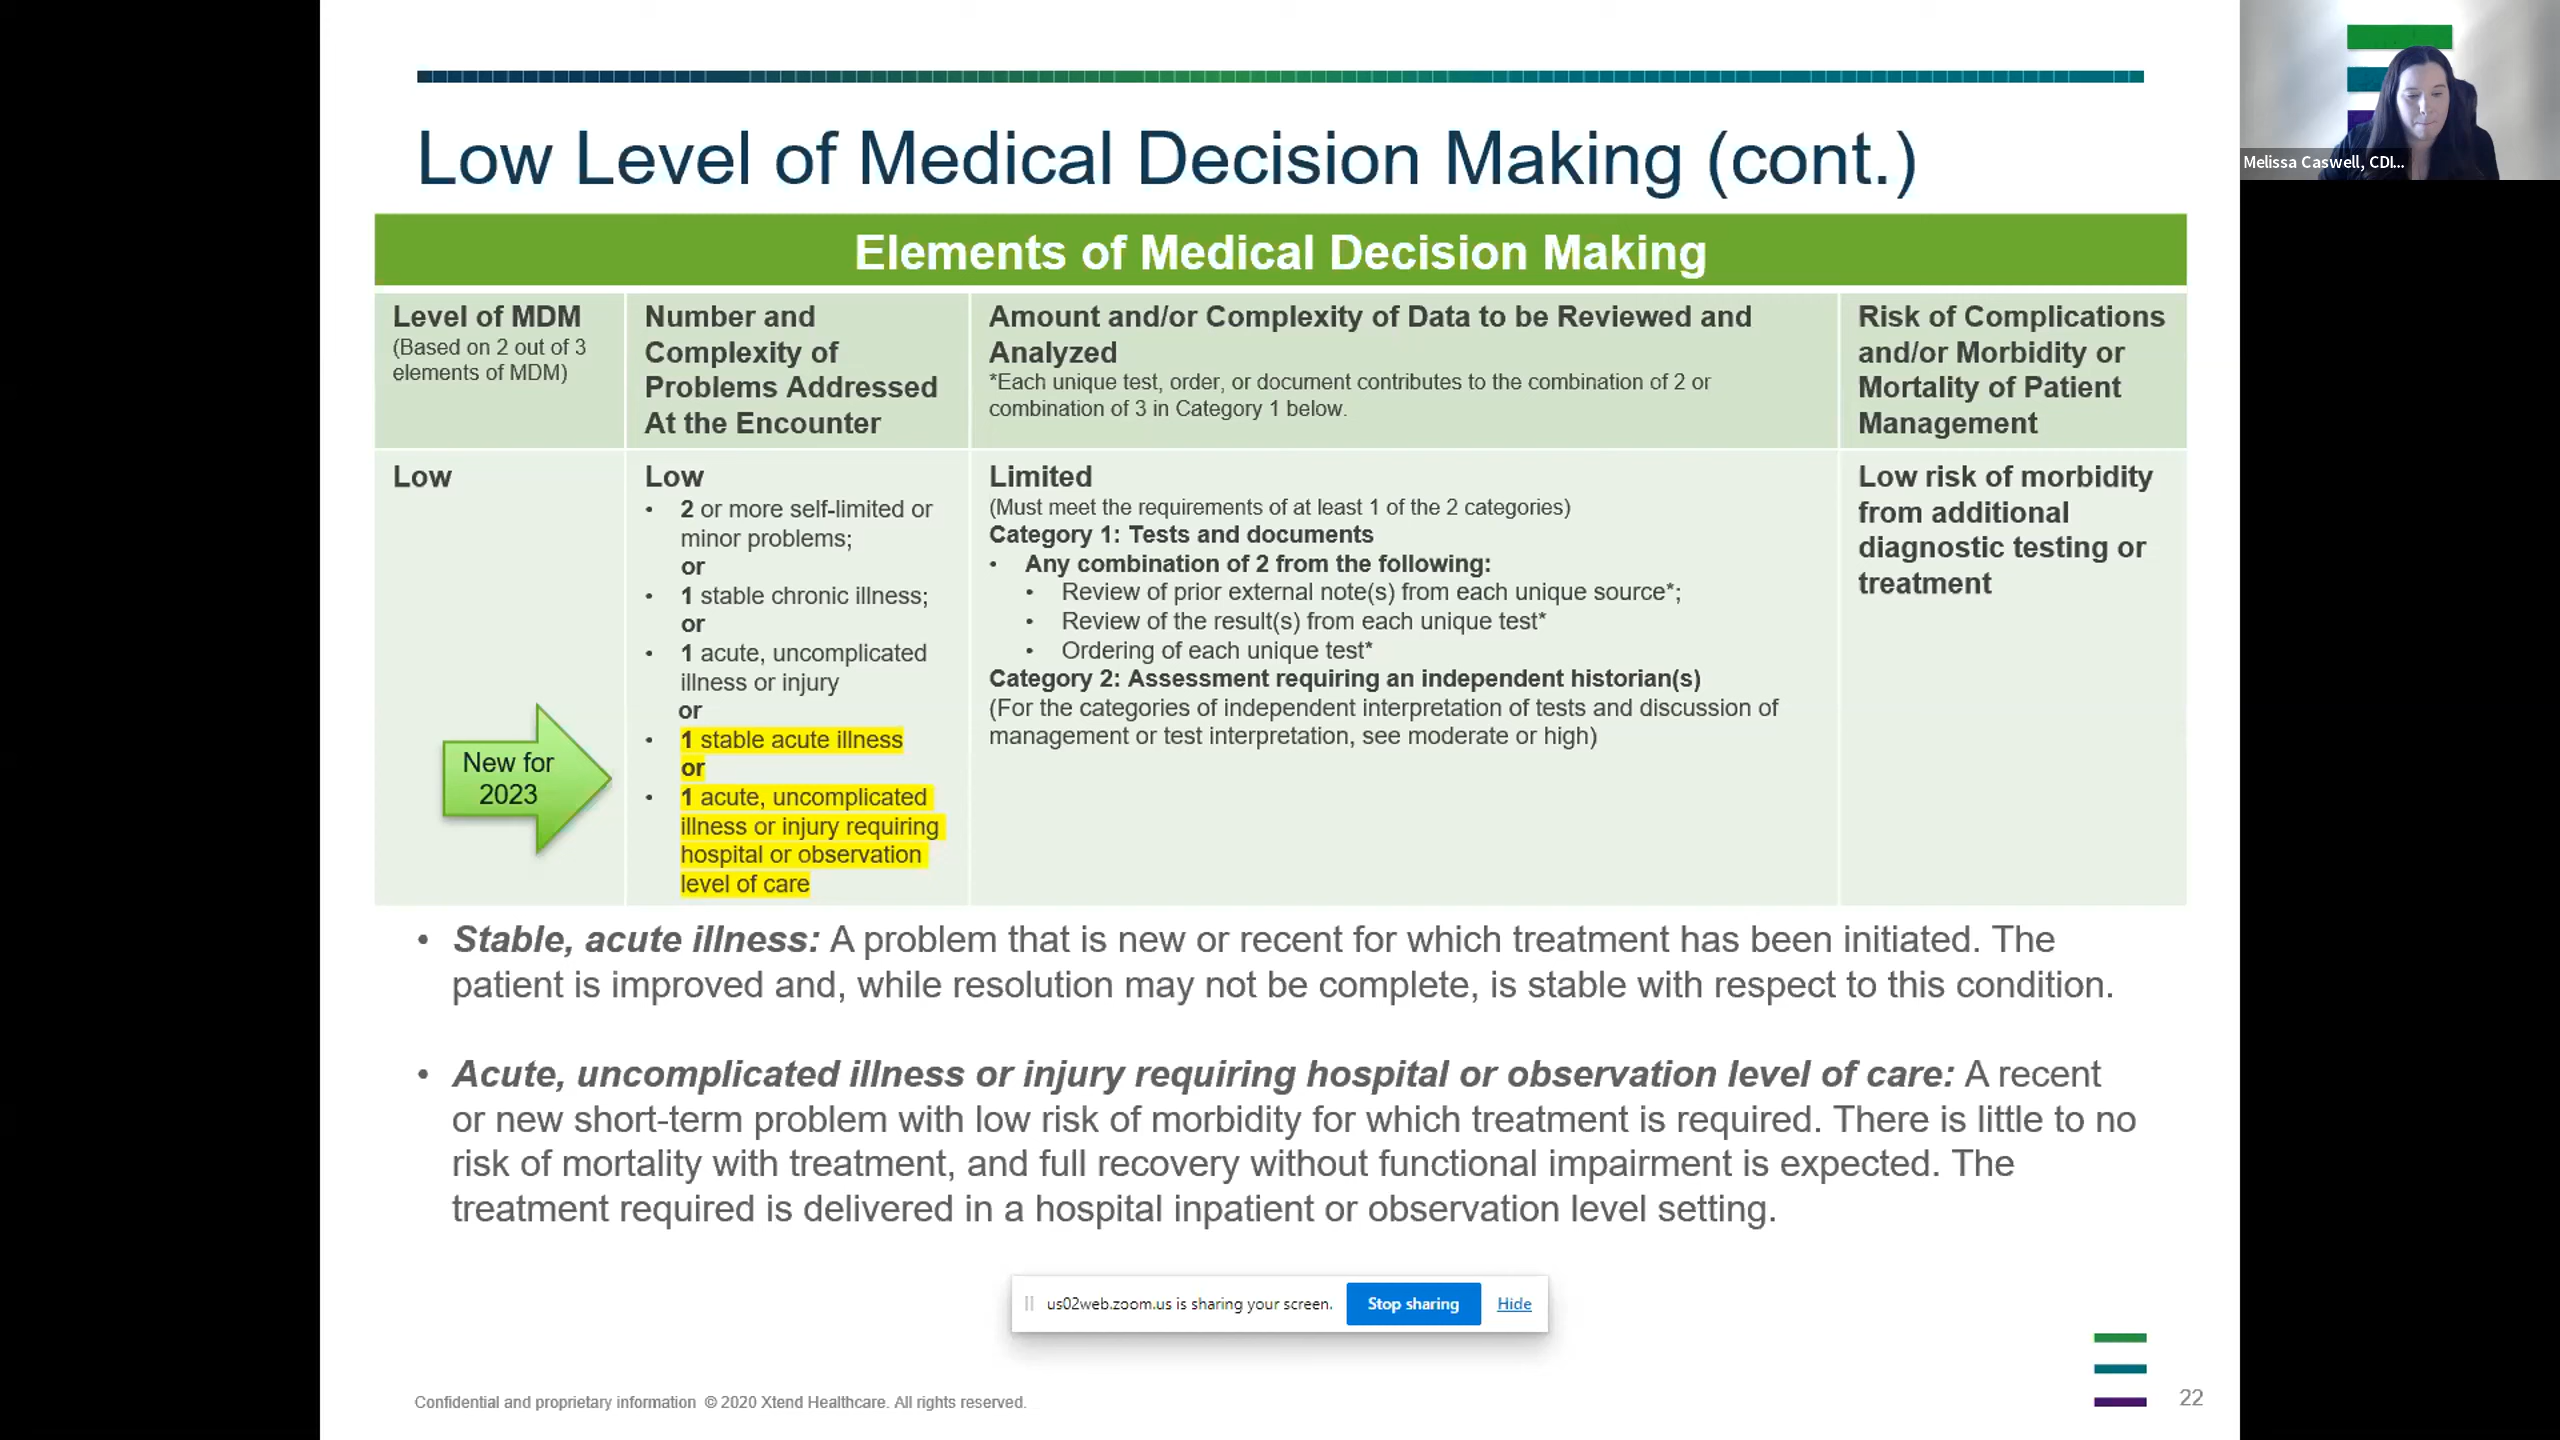 Melissa Caswell, CDI...
Low Level of Medical Decision Making (cont.)
Elements of Medical Decision Making
Level of MDM
(Based on 2 out of 3
elements of MDM)
Number and
Complexity of
Problems Addressed
At the Encounter
Amount and/or Complexity of Data to be Reviewed and
Analyzed
*Each unique test, order, or document contributes to the combination of 2 or
combination of 3 in Category 1 below.
Risk of Complications
and/or Morbidity or
Mortality of Patient
Management
Low
New for
2023
Low
• 2 or more self-limited or
minor problems;
or
• 1 stable chronic illness;
or
• 1 acute, uncomplicated
illness or injury
or
• 1 stable acute illness
or
• 1 acute, uncomplicated
illness or injury requiring
hospital or observation
level of care
Limited
(Must meet the requirements of at least 1 of the 2 categories)
Category 1: Tests and documents
• Any combination of 2 from the following:
• Review of prior external note(s) from each unique source*;
• Review of the result(s) from each unique test*
• Ordering of each unique test*
Category 2: Assessment requiring an independent historian(s)
(For the categories of independent interpretation of tests and discussion of
management or test interpretation, see moderate or high)
Low risk of morbidity
from additional
diagnostic testing or
treatment
• Stable, acute illness: A problem that is new or recent for which treatment has been initiated. The
patient is improved and, while resolution may not be complete, is stable with respect to this condition.
• Acute, uncomplicated illness or injury requiring hospital or observation level of care: A recent
or new short-term problem with low risk of morbidity for which treatment is required. There is little to no
risk of mortality with treatment, and full recovery without functional impairment is expected. The
treatment required is delivered in a hospital inpatient or observation level setting.
us02web.zoom.us is sharing your screen. Stop sharing Hide
Confidential and proprietary information © 2020 Xtend Healthcare. All rights reserved.
22